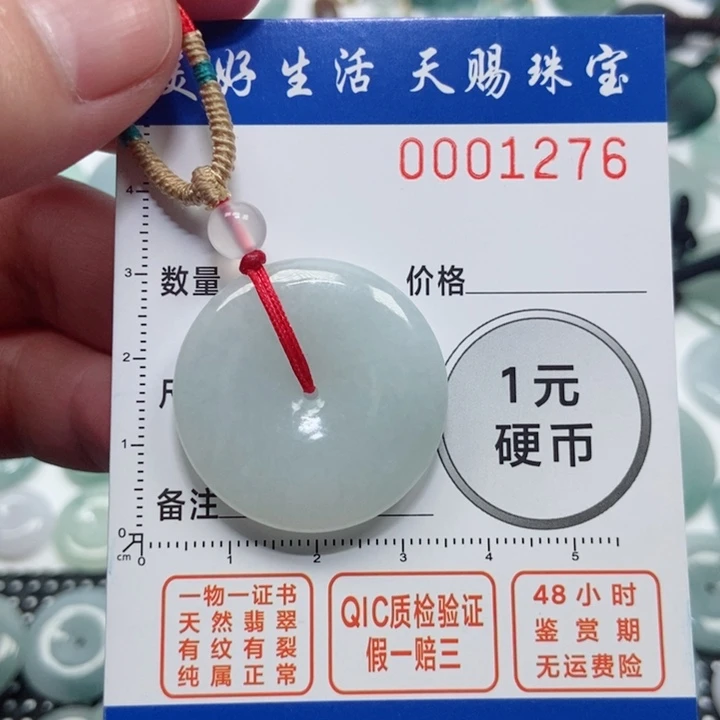 好生活 天赐珠宝
0001276
数量
价格
1元
硬币
备注
4
3
2
1
0
cm
0 1 2 3 4 5
一物一证书
天然翡翠
有纹有裂
纯属正常
QIC质检验证
假一赔三
48小时
鉴赏期
无运费险